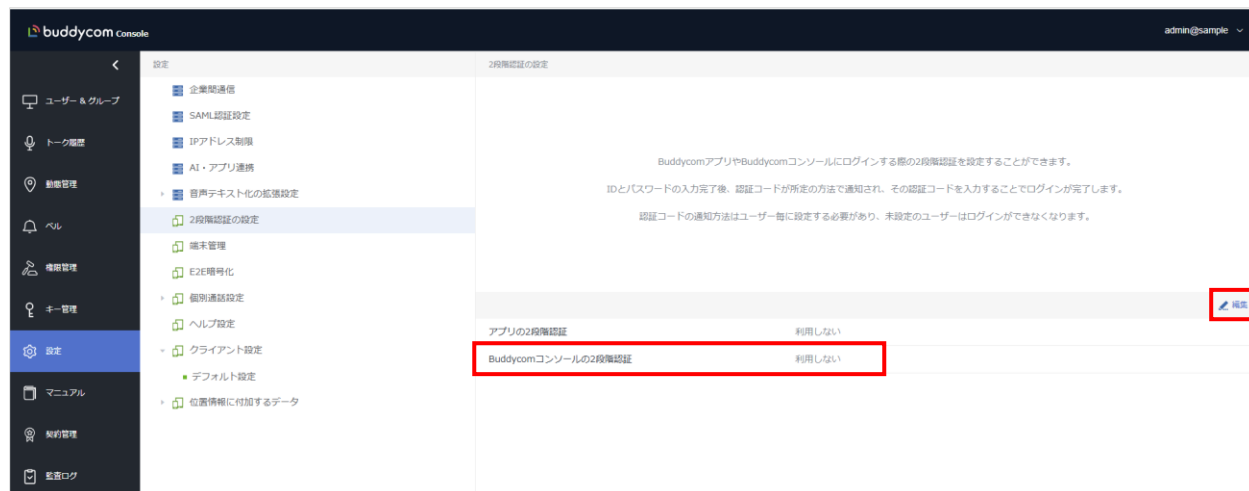 buddycom Console
admin@sample
設定
2段階認証の設定
ユーザー & グループ
トーク履歴
動態管理
ベル
権限管理
キー管理
設定
マニュアル
契約管理
監査ログ
企業間通信
SAML認証設定
IPアドレス制限
AI・アプリ連携
音声テキスト化の拡張設定
2段階認証の設定
端末管理
E2E暗号化
個別通話設定
ヘルプ設定
クライアント設定
デフォルト設定
位置情報に付加するデータ
BuddycomアプリやBuddycomコンソールにログインする際の2段階認証を設定することができます。
IDとパスワードの入力完了後、認証コードが所定の方法で通知され、その認証コードを入力することでログインが完了します。
認証コードの通知方法はユーザー毎に設定する必要があり、未設定のユーザーはログインができなくなります。
編集
アプリの2段階認証 利用しない
Buddycomコンソールの2段階認証 利用しない